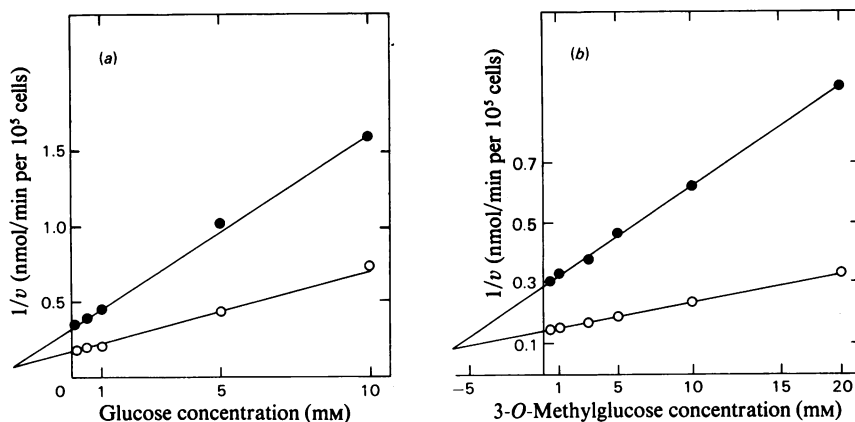 (a)
1/v (nmol/min per 10⁵ cells)
1.5
1.0
0.5
0
1
5
10
Glucose concentration (mM)
(b)
1/v (nmol/min per 10⁵ cells)
0.7
0.5
0.3
0.1
−5
1
5
10
15
20
3-O-Methylglucose concentration (mM)